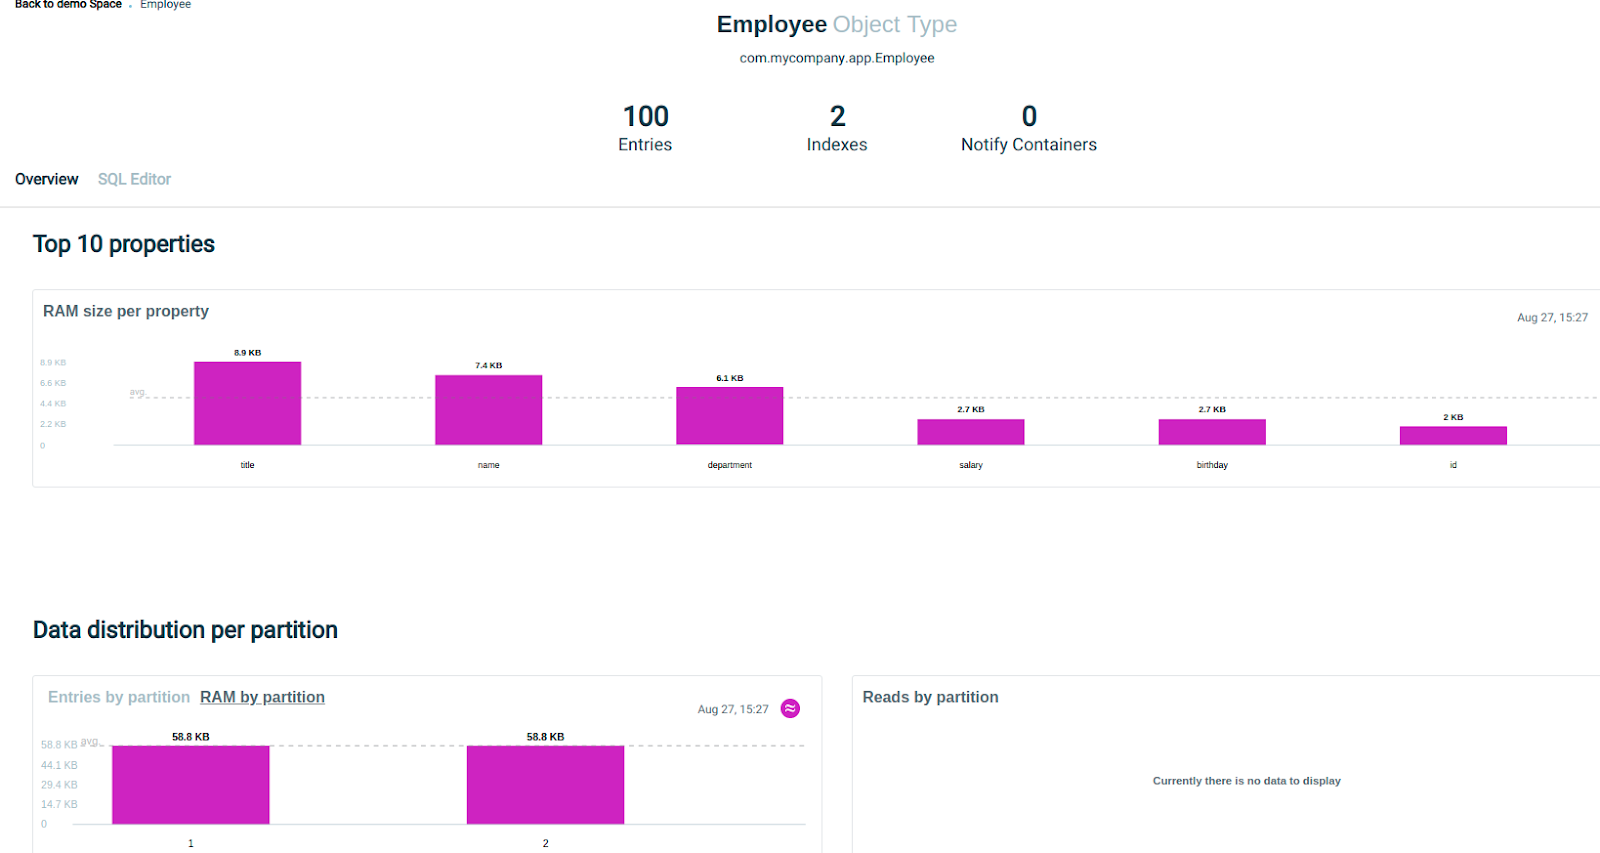 Back to demo Space . Employee
Employee Object Type
com.mycompany.app.Employee
100 2 0
Entries Indexes Notify Containers
Overview SQL Editor
Top 10 properties
RAM size per property
Aug 27, 15:27
8.9 KB
7.4 KB
6.1 KB
2.7 KB
2.7 KB
2 KB
8.9 KB
6.6 KB
avg.
4.4 KB
2.2 KB
0
title name department salary birthday id
Data distribution per partition
Entries by partition RAM by partition
Aug 27, 15:27
58.8 KB 58.8 KB
58.8 KB avg.
44.1 KB
29.4 KB
14.7 KB
0
1 2
Reads by partition
Currently there is no data to display